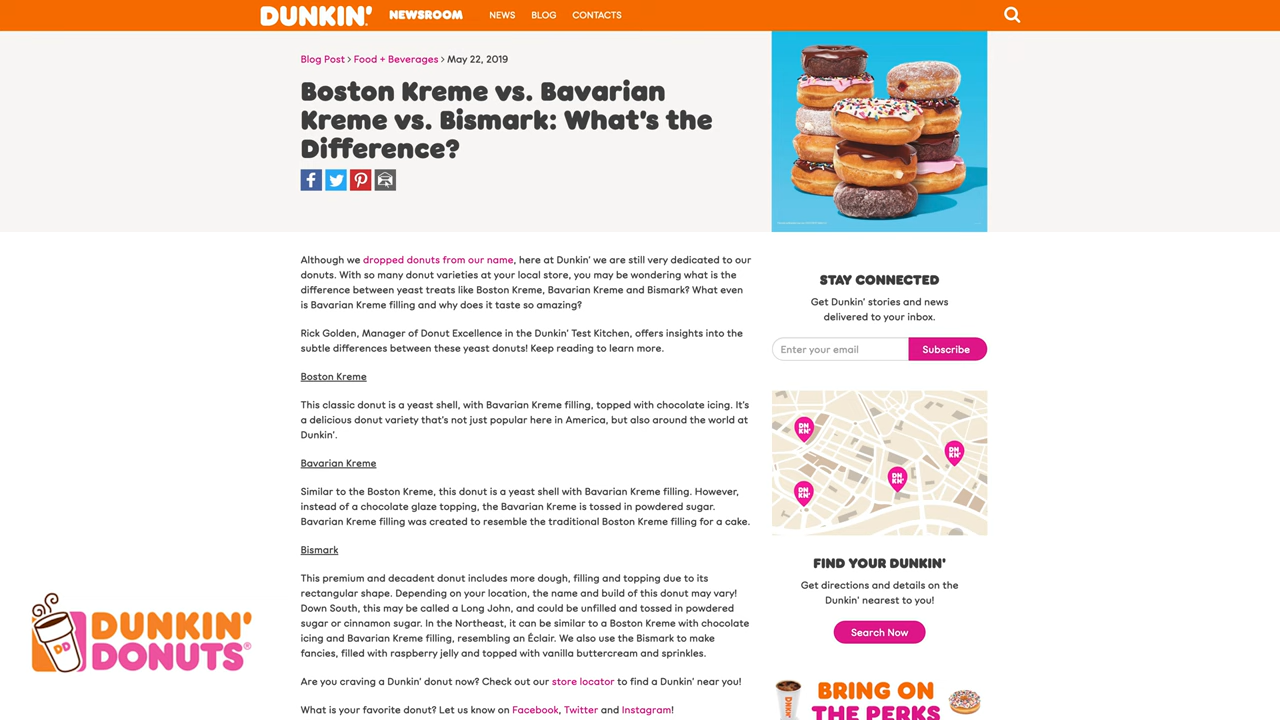 DUNKIN' NEWSROOM NEWS BLOG CONTACTS
Blog Post > Food + Beverages > May 22, 2019
Boston Kreme vs. Bavarian
Kreme vs. Bismark: What's the
Difference?
Although we dropped donuts from our name, here at Dunkin' we are still very dedicated to our
donuts. With so many donut varieties at your local store, you may be wondering what is the
difference between yeast treats like Boston Kreme, Bavarian Kreme and Bismark? What even
is Bavarian Kreme filling and why does it taste so amazing?
Rick Golden, Manager of Donut Excellence in the Dunkin' Test Kitchen, offers insights into the
subtle differences between these yeast donuts! Keep reading to learn more.
Boston Kreme
This classic donut is a yeast shell, with Bavarian Kreme filling, topped with chocolate icing. It's
a delicious donut variety that's not just popular here in America, but also around the world at
Dunkin'.
Bavarian Kreme
Similar to the Boston Kreme, this donut is a yeast shell with Bavarian Kreme filling. However,
instead of a chocolate glaze topping, the Bavarian Kreme is tossed in powdered sugar.
Bavarian Kreme filling was created to resemble the traditional Boston Kreme filling for a cake.
Bismark
This premium and decadent donut includes more dough, filling and topping due to its
rectangular shape. Depending on your location, the name and build of this donut may vary!
Down South, this may be called a Long John, and could be unfilled and tossed in powdered
sugar or cinnamon sugar. In the Northeast, it can be similar to a Boston Kreme with chocolate
icing and Bavarian Kreme filling, resembling an Éclair. We also use the Bismark to make
fancies, filled with raspberry jelly and topped with vanilla buttercream and sprinkles.
Are you craving a Dunkin' donut now? Check out our store locator to find a Dunkin' near you!
What is your favorite donut? Let us know on Facebook, Twitter and Instagram!
STAY CONNECTED
Get Dunkin' stories and news
delivered to your inbox.
Enter your email Subscribe
DN
KN'
DN
KN'
DN
KN'
DN
KN'
FIND YOUR DUNKIN'
Get directions and details on the
Dunkin' nearest to you!
Search Now
BRING ON
THE PERKS
DUNKIN'
DD
DUNKIN'
DONUTS®